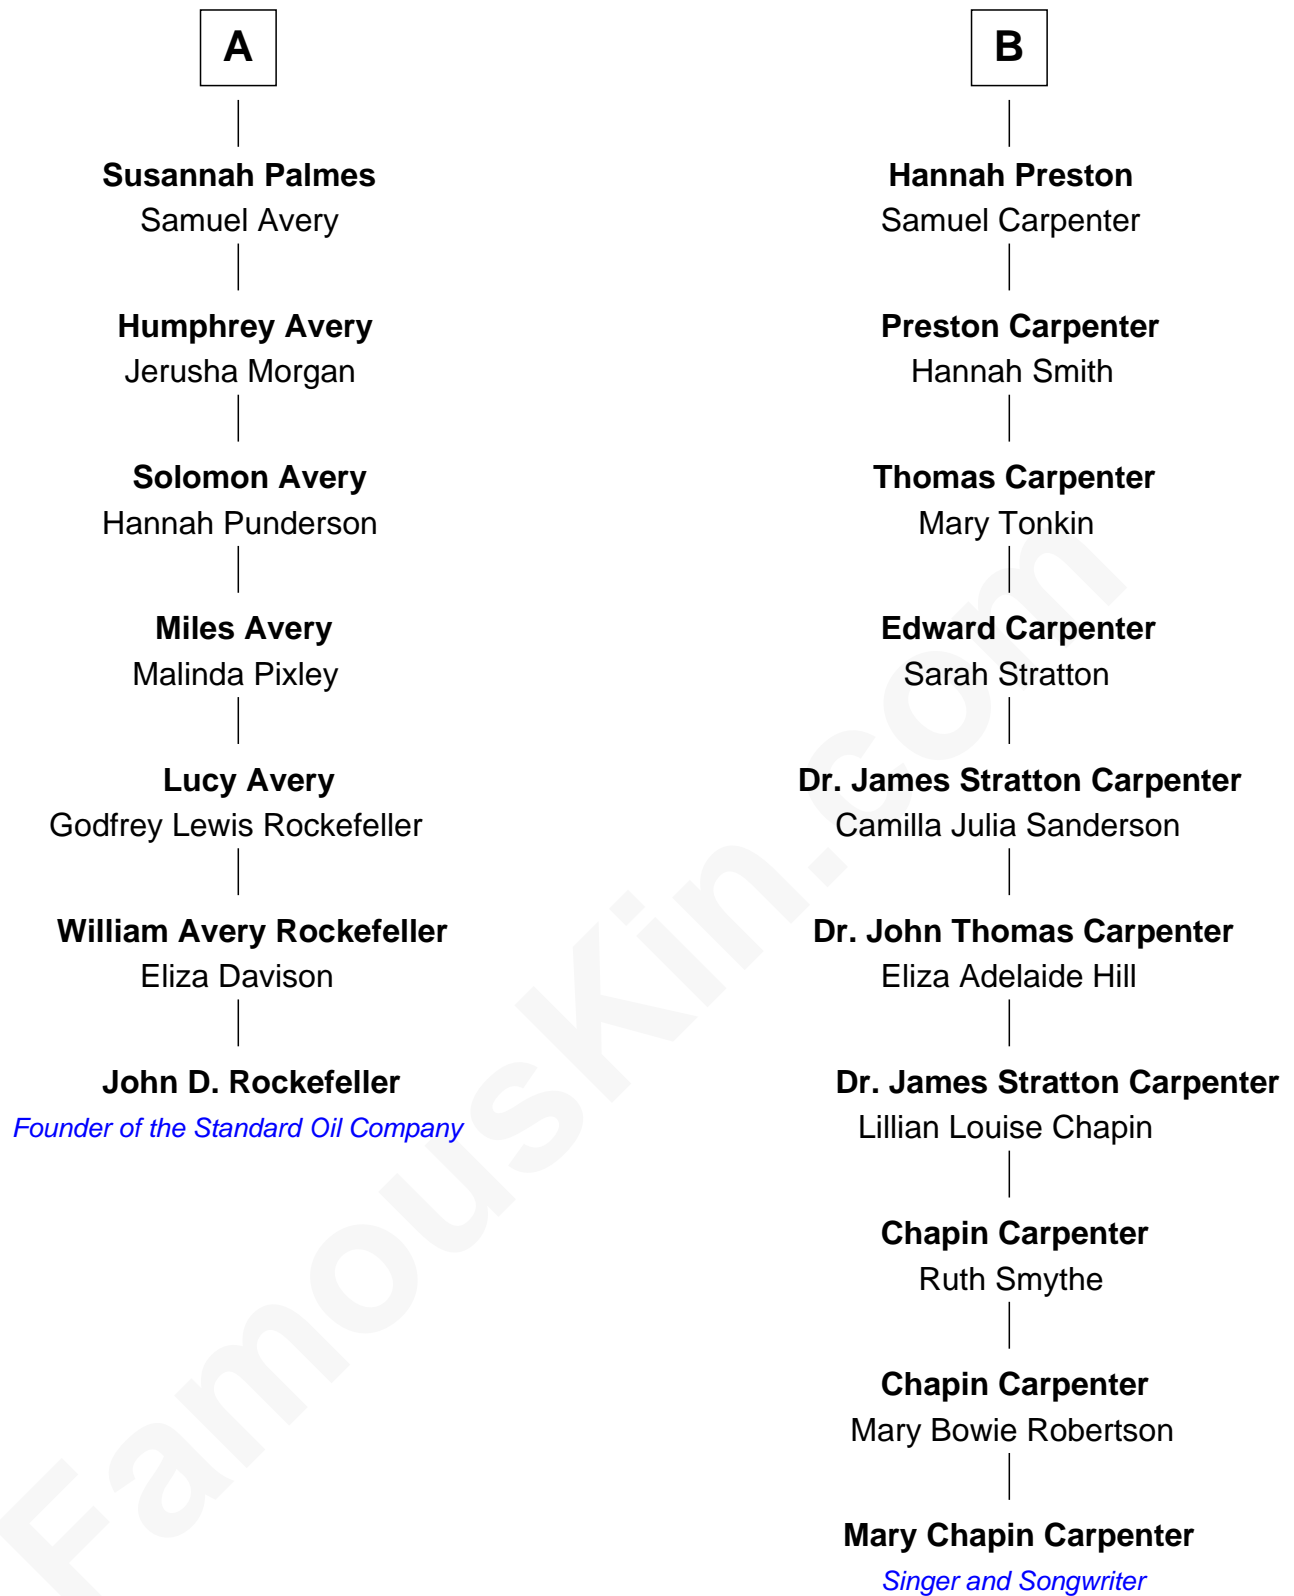 A
Susannah Palmes
Samuel Avery
Humphrey Avery
Jerusha Morgan
Solomon Avery
Hannah Punderson
Miles Avery
Malinda Pixley
Lucy Avery
Godfrey Lewis Rockefeller
William Avery Rockefeller
Eliza Davison
John D. Rockefeller
Founder of the Standard Oil Company
B
Hannah Preston
Samuel Carpenter
Preston Carpenter
Hannah Smith
Thomas Carpenter
Mary Tonkin
Edward Carpenter
Sarah Stratton
Dr. James Stratton Carpenter
Camilla Julia Sanderson
Dr. John Thomas Carpenter
Eliza Adelaide Hill
Dr. James Stratton Carpenter
Lillian Louise Chapin
Chapin Carpenter
Ruth Smythe
Chapin Carpenter
Mary Bowie Robertson
Mary Chapin Carpenter
Singer and Songwriter
FamousKin.com